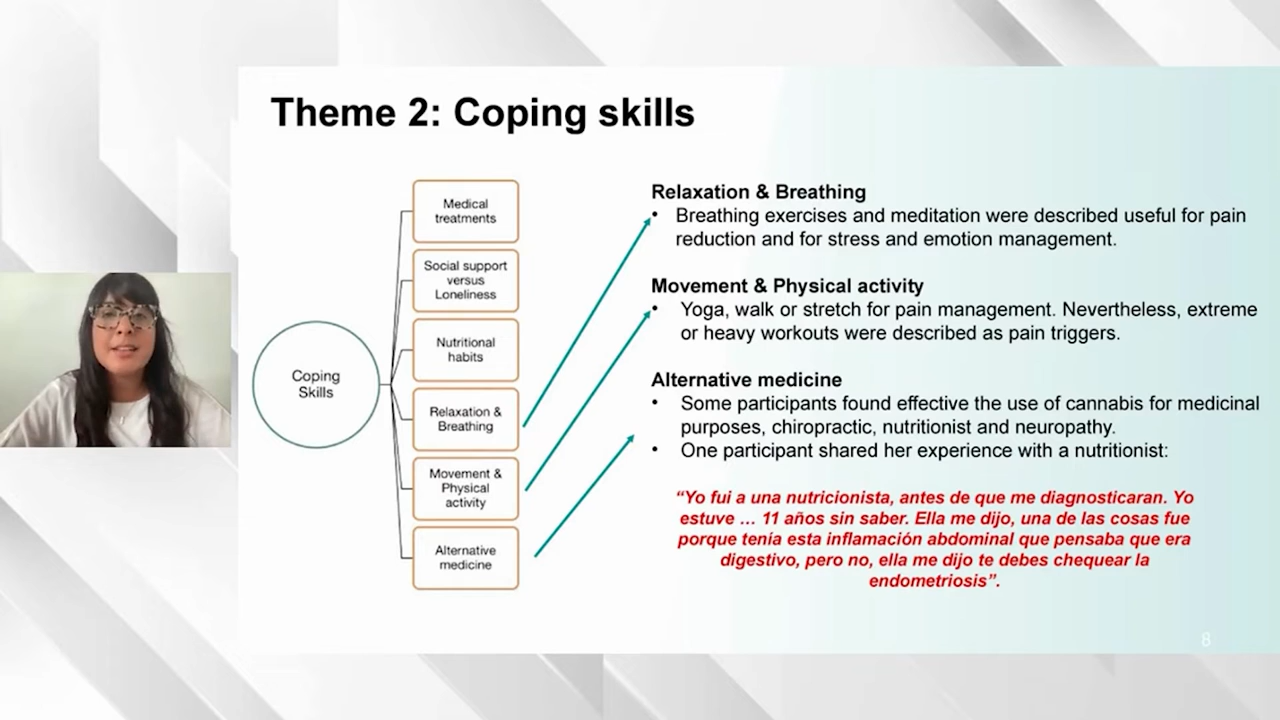 Theme 2: Coping skills
Coping
Skills
Medical
treatments
Social support
versus
Loneliness
Nutritional
habits
Relaxation &
Breathing
Movement &
Physical
activity
Alternative
medicine
Relaxation & Breathing
• Breathing exercises and meditation were described useful for pain
reduction and for stress and emotion management.
Movement & Physical activity
• Yoga, walk or stretch for pain management. Nevertheless, extreme
or heavy workouts were described as pain triggers.
Alternative medicine
• Some participants found effective the use of cannabis for medicinal
purposes, chiropractic, nutritionist and neuropathy.
• One participant shared her experience with a nutritionist:
“Yo fui a una nutricionista, antes de que me diagnosticaran. Yo
estuve … 11 años sin saber. Ella me dijo, una de las cosas fue
porque tenía esta inflamación abdominal que pensaba que era
digestivo, pero no, ella me dijo te debes chequear la
endometriosis”.
8